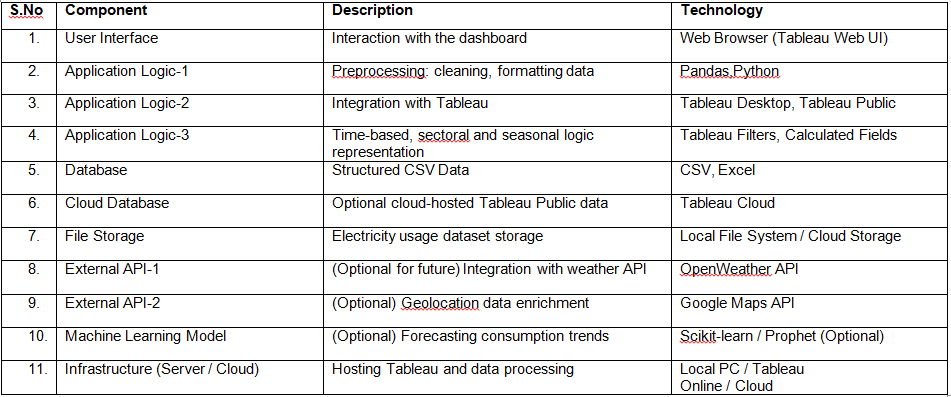 S.No Component Description Technology
1. User Interface Interaction with the dashboard Web Browser (Tableau Web UI)
2. Application Logic-1 Preprocessing: cleaning, formatting data Pandas,Python
3. Application Logic-2 Integration with Tableau Tableau Desktop, Tableau Public
4. Application Logic-3 Time-based, sectoral and seasonal logic Tableau Filters, Calculated Fields
representation
5. Database Structured CSV Data CSV, Excel
6. Cloud Database Optional cloud-hosted Tableau Public data Tableau Cloud
7. File Storage Electricity usage dataset storage Local File System / Cloud Storage
8. External API-1 (Optional for future) Integration with weather API OpenWeather API
9. External API-2 (Optional) Geolocation data enrichment Google Maps API
10. Machine Learning Model (Optional) Forecasting consumption trends Scikit-learn / Prophet (Optional)
11. Infrastructure (Server / Cloud) Hosting Tableau and data processing Local PC / Tableau
Online / Cloud